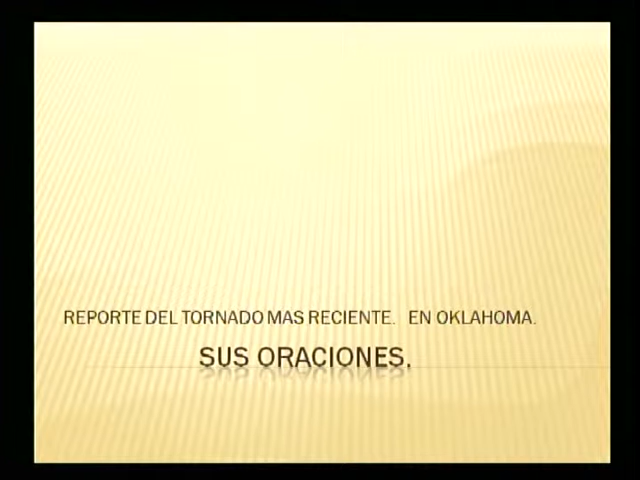 REPORTE DEL TORNADO MAS RECIENTE. EN OKLAHOMA.
SUS ORACIONES.